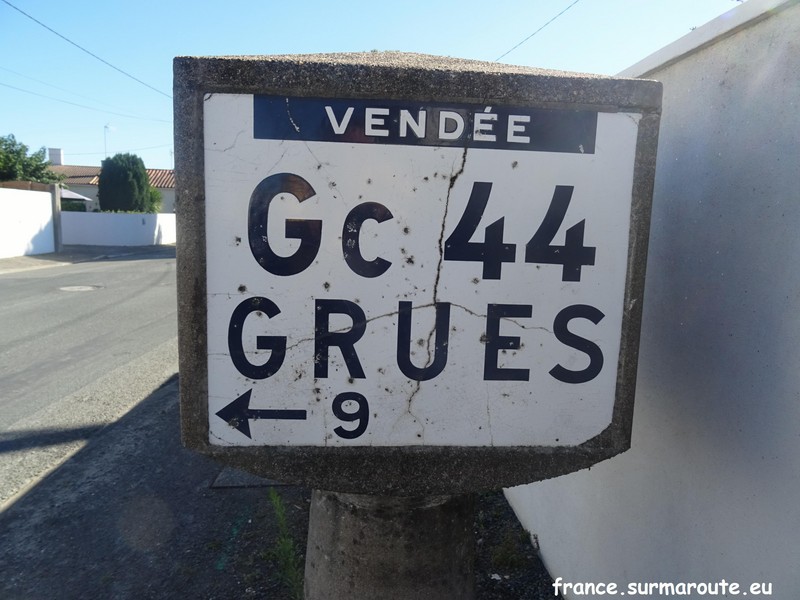 VENDÉE
Gc 44
GRUES
← 9
france.surmaroute.eu